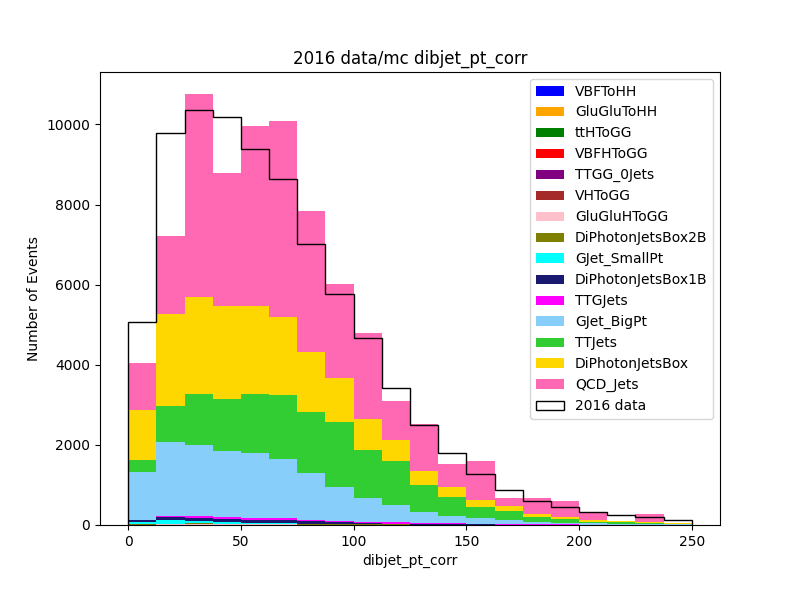 2016 data/mc dibjet_pt_corr
Number of Events
10000
8000
6000
4000
2000
0
0
50
100
150
200
250
dibjet_pt_corr
VBFToHH
GluGluToHH
ttHToGG
VBFHToGG
TTGG_0Jets
VHToGG
GluGluHToGG
DiPhotonJetsBox2B
GJet_SmallPt
DiPhotonJetsBox1B
TTGJets
GJet_BigPt
TTJets
DiPhotonJetsBox
QCD_Jets
2016 data